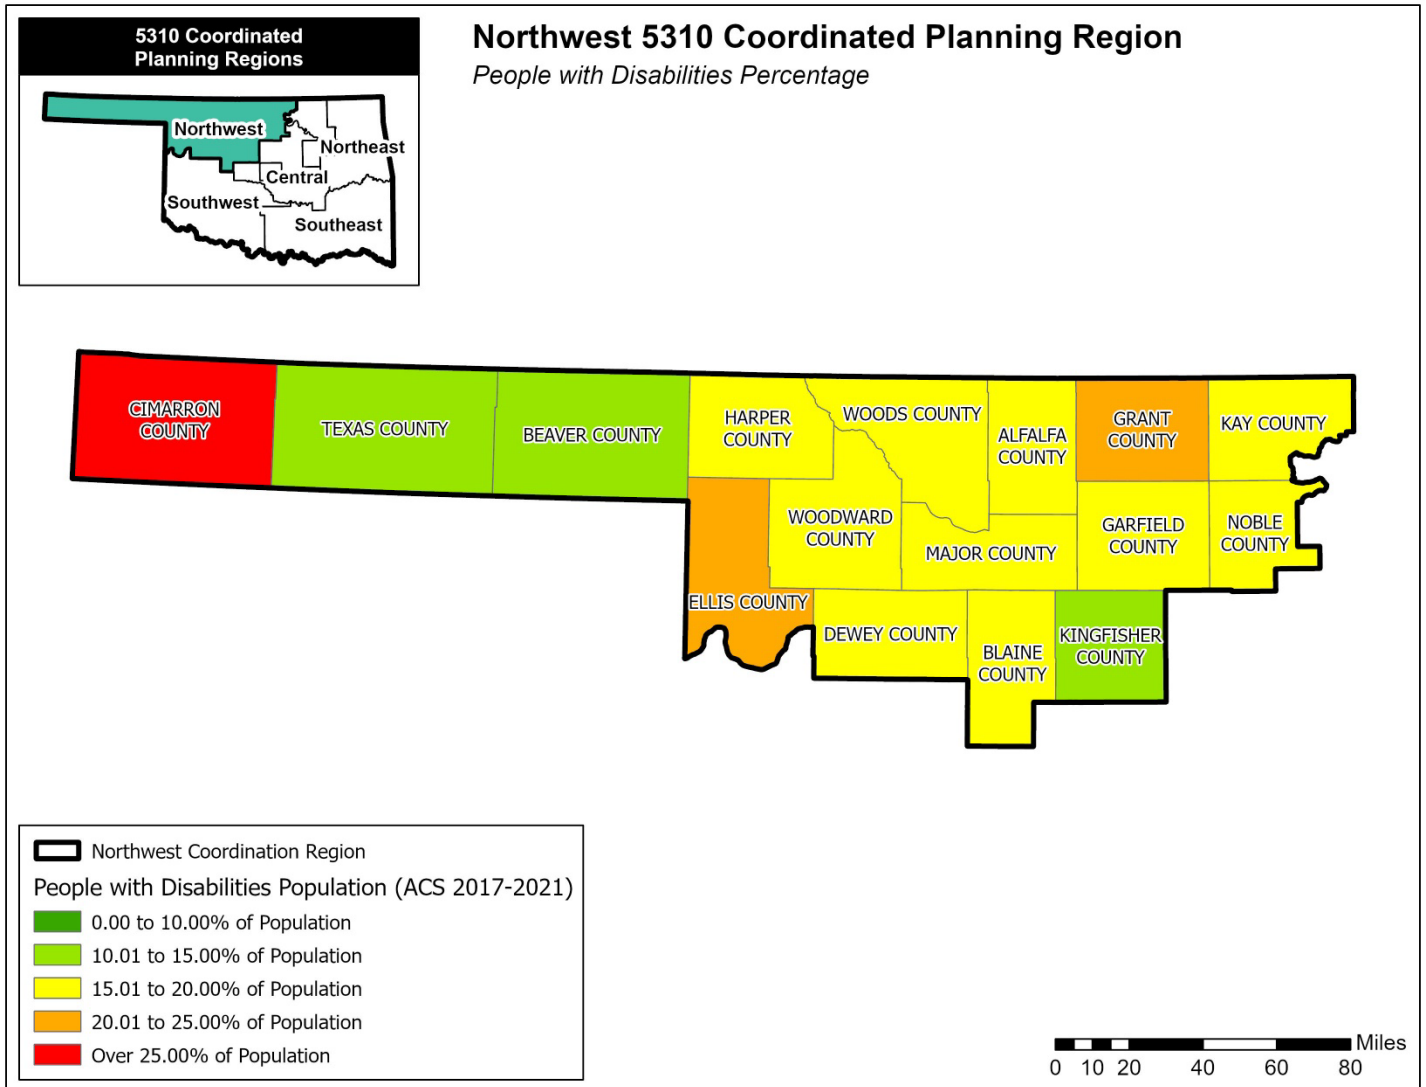 5310 Coordinated
Planning Regions
Northwest
Northeast
Central
Southwest
Southeast
Northwest 5310 Coordinated Planning Region
People with Disabilities Percentage
CIMARRON
COUNTY
TEXAS COUNTY
BEAVER COUNTY
HARPER
COUNTY
WOODS COUNTY
ALFALFA
COUNTY
GRANT
COUNTY
KAY COUNTY
WOODWARD
COUNTY
MAJOR COUNTY
GARFIELD
COUNTY
NOBLE
COUNTY
ELLIS COUNTY
DEWEY COUNTY
BLAINE
COUNTY
KINGFISHER
COUNTY
Northwest Coordination Region
People with Disabilities Population (ACS 2017-2021)
0.00 to 10.00% of Population
10.01 to 15.00% of Population
15.01 to 20.00% of Population
20.01 to 25.00% of Population
Over 25.00% of Population
Miles
0 10 20 40 60 80